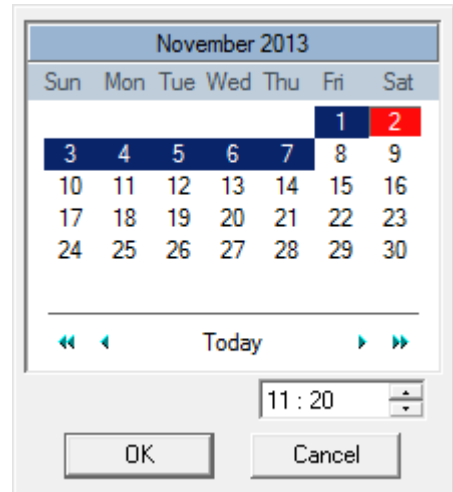 November 2013
Sun Mon Tue Wed Thu Fri Sat
1 2
3 4 5 6 7 8 9
10 11 12 13 14 15 16
17 18 19 20 21 22 23
24 25 26 27 28 29 30
Today
11 : 20
OK Cancel